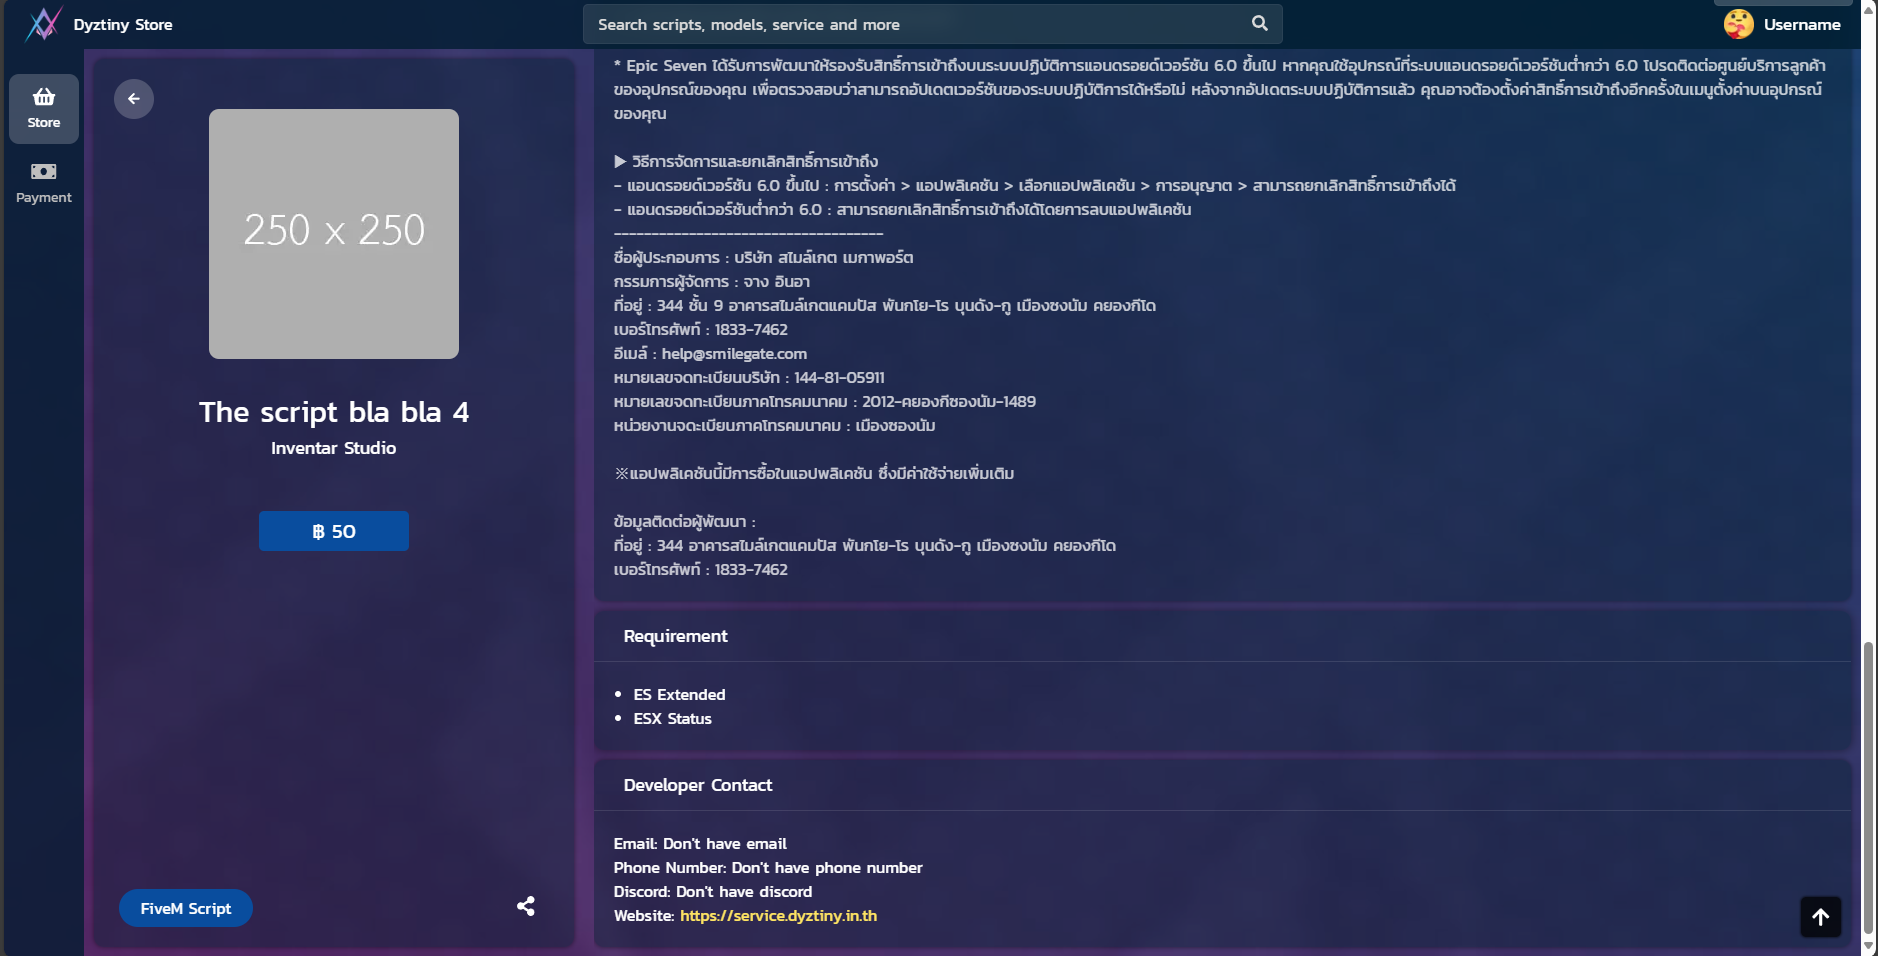 Dyztiny Store
Search scripts, models, service and more
Username
Store
Payment
250 x 250
The script bla bla 4
Inventar Studio
฿ 50
FiveM Script
* Epic Seven ได้รับการพัฒนาให้รองรับสิทธิ์การเข้าถึงบนระบบปฏิบัติการแอนดรอยด์เวอร์ชัน 6.0 ขึ้นไป หากคุณใช้อุปกรณ์ที่ระบบแอนดรอยด์เวอร์ชันต่ำกว่า 6.0 โปรดติดต่อศูนย์บริการลูกค้า
ของอุปกรณ์ของคุณ เพื่อตรวจสอบว่าสามารถอัปเดตเวอร์ชันของระบบปฏิบัติการได้หรือไม่ หลังจากอัปเดตระบบปฏิบัติการแล้ว คุณอาจต้องตั้งค่าสิทธิ์การเข้าถึงอีกครั้งในเมนูตั้งค่าบนอุปกรณ์
ของคุณ
▶ วิธีการจัดการและยกเลิกสิทธิ์การเข้าถึง
- แอนดรอยด์เวอร์ชัน 6.0 ขึ้นไป : การตั้งค่า > แอปพลิเคชัน > เลือกแอปพลิเคชัน > การอนุญาต > สามารถยกเลิกสิทธิ์การเข้าถึงได้
- แอนดรอยด์เวอร์ชันต่ำกว่า 6.0 : สามารถยกเลิกสิทธิ์การเข้าถึงได้โดยการลบแอปพลิเคชัน
------------------------------------
ชื่อผู้ประกอบการ : บริษัท สไมล์เกต เมกาพอร์ต
กรรมการผู้จัดการ : จาง อินอา
ที่อยู่ : 344 ชั้น 9 อาคารสไมล์เกตแคมปัส พันกโย-โร บุนดัง-กู เมืองซงนัม คยองกีโด
เบอร์โทรศัพท์ : 1833-7462
อีเมล์ : help@smilegate.com
หมายเลขจดทะเบียนบริษัท : 144-81-05911
หมายเลขจดทะเบียนภาคโทรคมนาคม : 2012-คยองกีซองนัม-1489
หน่วยงานจดะเบียนภาคโทรคมนาคม : เมืองซองนัม
※แอปพลิเคชันนี้มีการซื้อในแอปพลิเคชัน ซึ่งมีค่าใช้จ่ายเพิ่มเติม
ข้อมูลติดต่อผู้พัฒนา :
ที่อยู่ : 344 อาคารสไมล์เกตแคมปัส พันกโย-โร บุนดัง-กู เมืองซงนัม คยองกีโด
เบอร์โทรศัพท์ : 1833-7462
Requirement
• ES Extended
• ESX Status
Developer Contact
Email: Don't have email
Phone Number: Don't have phone number
Discord: Don't have discord
Website: https://service.dyztiny.in.th